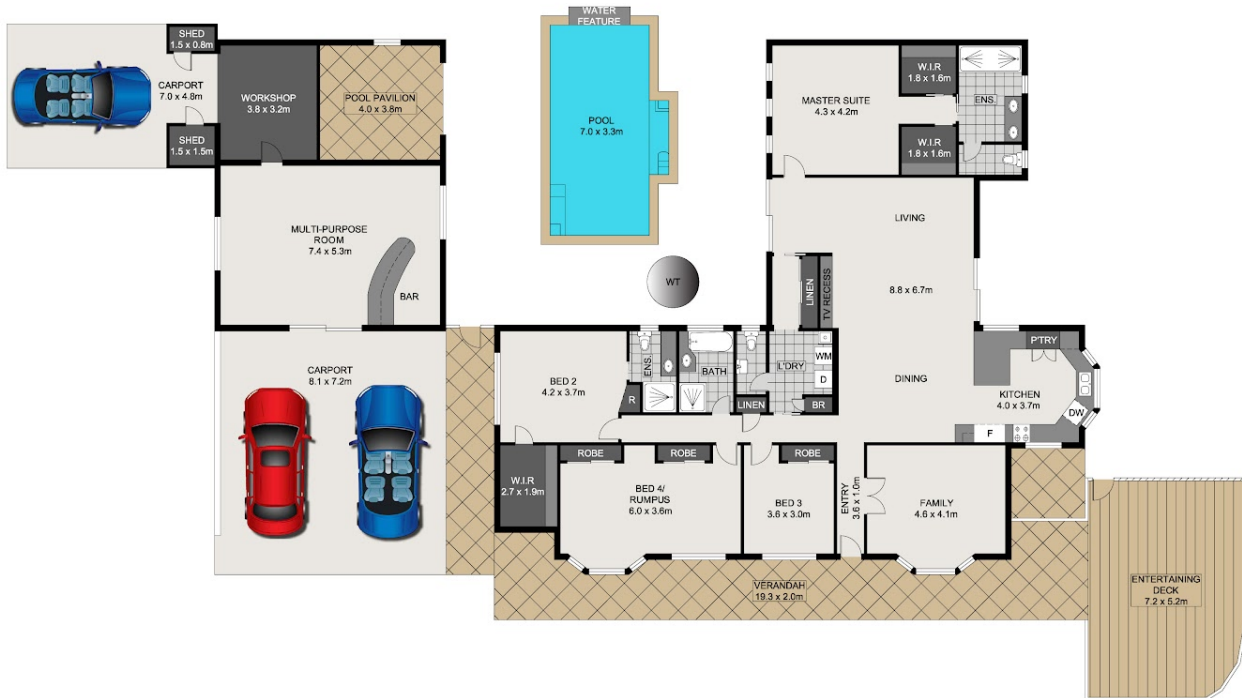 WATER
FEATURE
SHED
1.5 x 0.8m
CARPORT
7.0 x 4.8m
WORKSHOP
3.8 x 3.2m
POOL PAVILION
4.0 x 3.8m
SHED
1.5 x 1.5m
POOL
7.0 x 3.3m
MASTER SUITE
4.3 x 4.2m
W.I.R
1.8 x 1.6m
ENS.
W.I.R
1.8 x 1.6m
MULTI-PURPOSE
ROOM
7.4 x 5.3m
BAR
WT
LIVING
8.8 x 6.7m
LINEN
TV RECESS
CARPORT
8.1 x 7.2m
BED 2
4.2 x 3.7m
ENS.
R
BATH
LINEN
L'DRY
WM
D
BR
DINING
P'TRY
KITCHEN
4.0 x 3.7m
DW
F
W.I.R
2.7 x 1.9m
ROBE
ROBE
BED 4/
RUMPUS
6.0 x 3.6m
ROBE
BED 3
3.6 x 3.0m
ENTRY
3.6 x 1.0m
FAMILY
4.6 x 4.1m
VERANDAH
19.3 x 2.0m
ENTERTAINING
DECK
7.2 x 5.2m